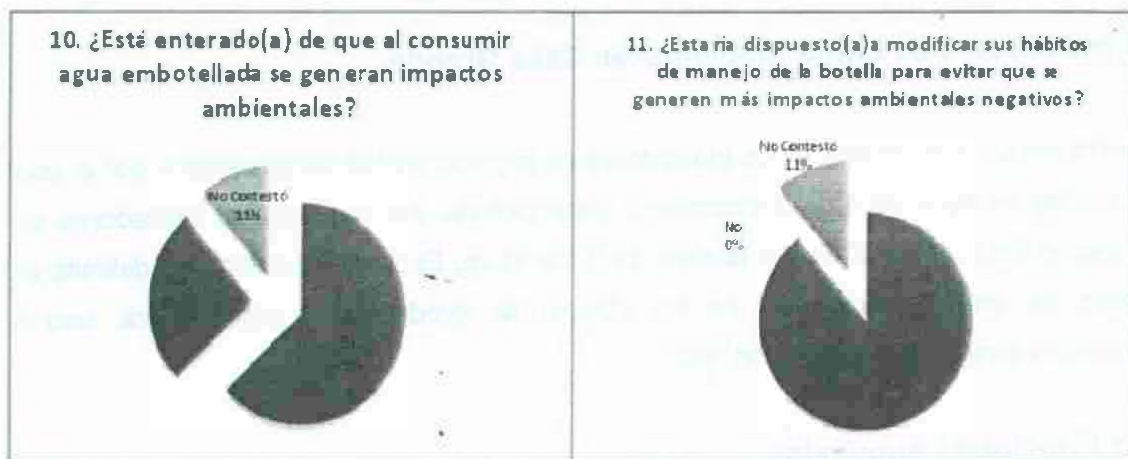 10. ¿Está enterado(a) de que al consumir
agua embotellada se generan impactos
ambientales?
No Contestó
11%
11. ¿Estaría dispuesto(a)a modificar sus hábitos
de manejo de la botella para evitar que se
generen más impactos ambientales negativos?
No Contestó
11%
No
0%